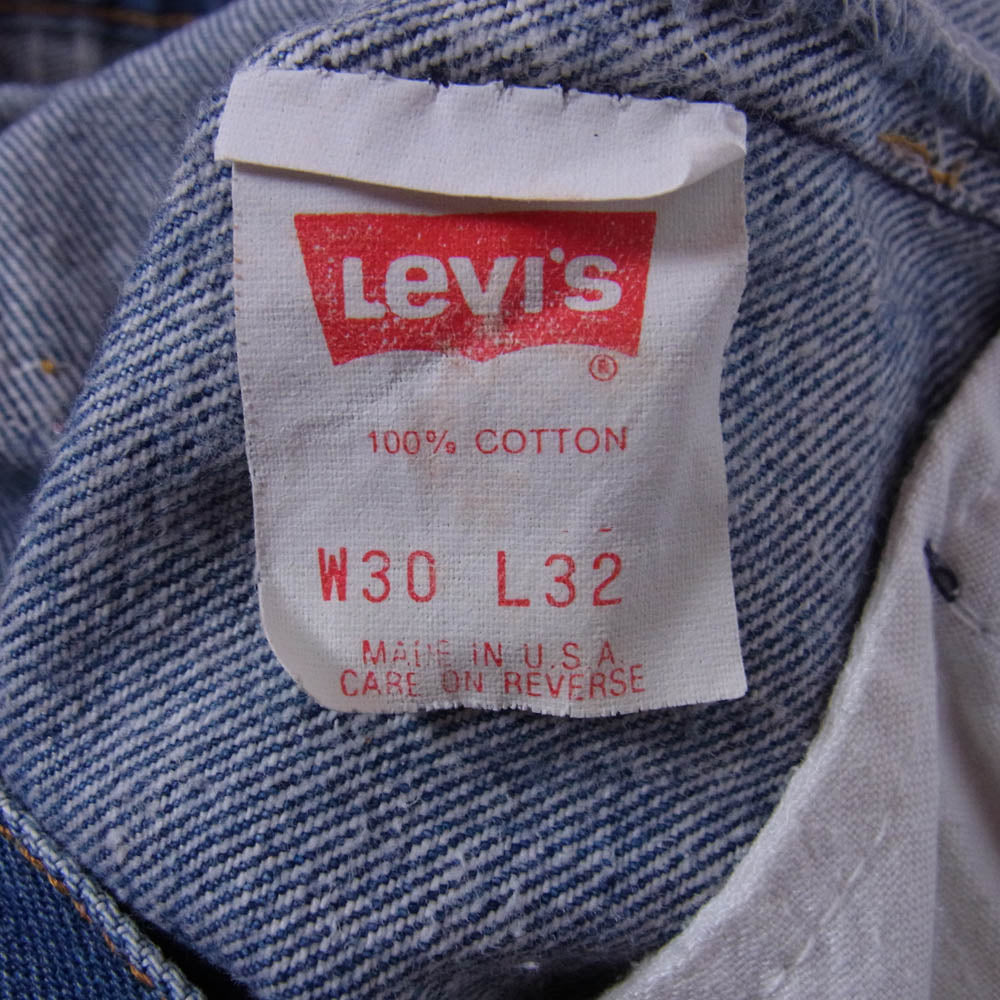 Levi's
®
100% COTTON
W30 L32
MADE IN U.S.A.
CARE ON REVERSE